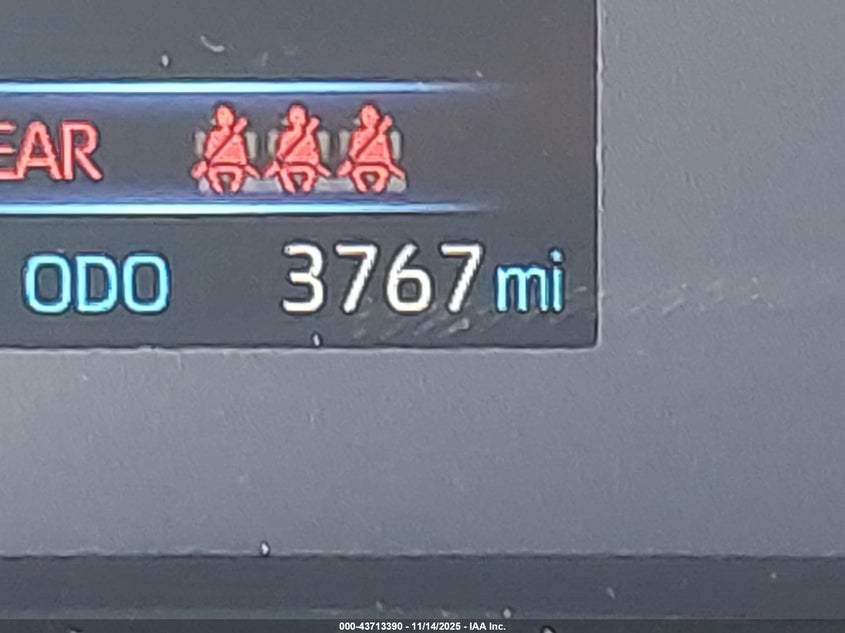 EAR
ODO 3767 mi
000-43713390 - 11/14/2025 - IAA Inc.